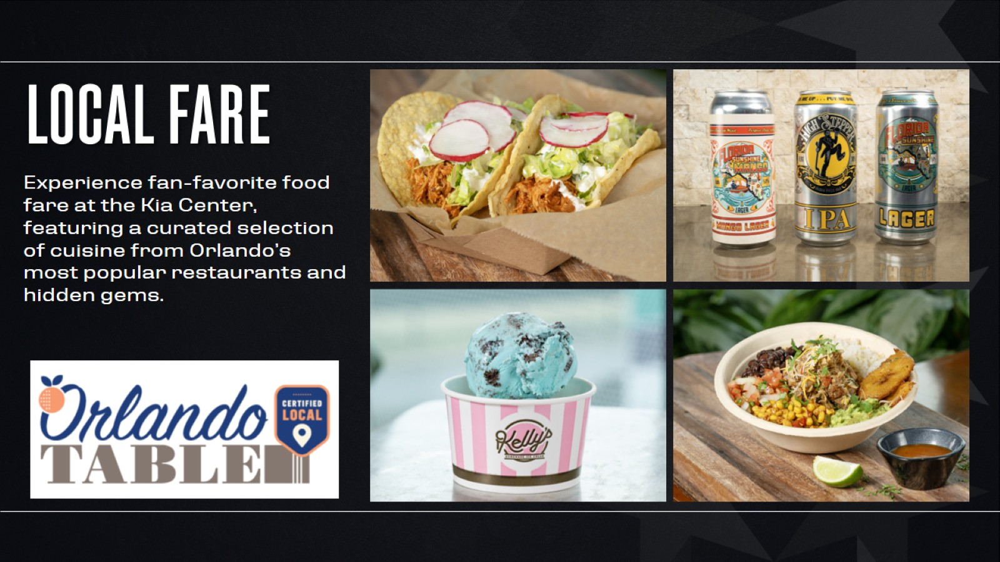 LOCAL FARE
Experience fan-favorite food
fare at the Kia Center,
featuring a curated selection
of cuisine from Orlando's
most popular restaurants and
hidden gems.
Orlando
TABLE
CERTIFIED
LOCAL
FLORIDA
SUNSHINE
MANGO
LAGER
MANGO LAGER
HIGH STEPPER
IPA
FLORIDA
SUNSHINE
LAGER
LAGER
Kelly's
HOMEMADE ICE CREAM